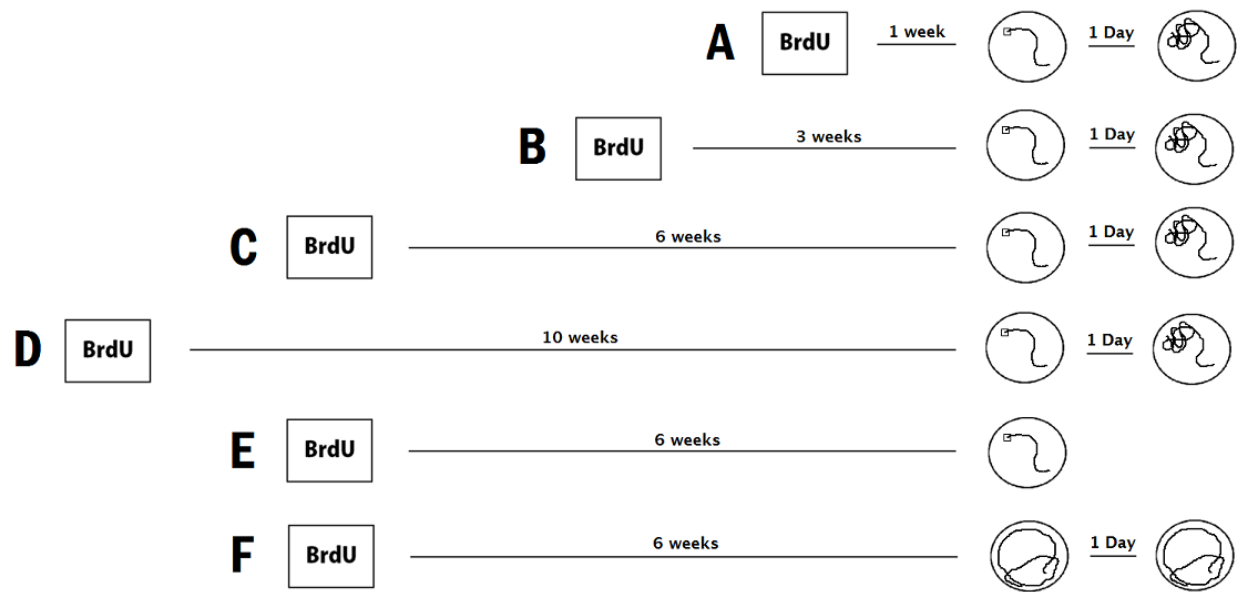 A BrdU 1 week 1 Day
B BrdU 3 weeks 1 Day
C BrdU 6 weeks 1 Day
D BrdU 10 weeks 1 Day
E BrdU 6 weeks
F BrdU 6 weeks 1 Day